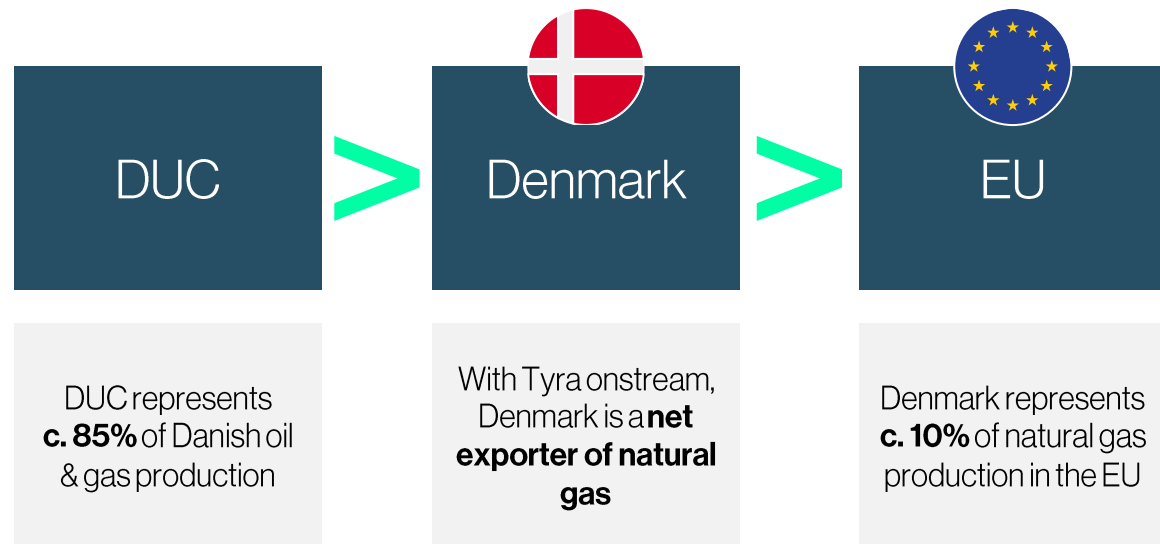 DUC
>
Denmark
>
EU
DUC represents
c. 85% of Danish oil
& gas production
With Tyra onstream,
Denmark is a net
exporter of natural
gas
Denmark represents
c. 10% of natural gas
production in the EU